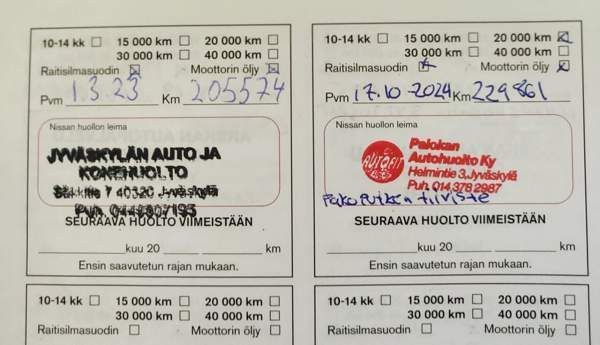 10-14 kk ☐ 15 000 km ☐ 20 000 km ☐
30 000 km ☐ 40 000 km ☐
Raitisilmasuodin ☒ Moottorin öljy ☒
Pvm 1.3.23 Km 205574
Nissan huollon leima
JYVÄSKYLÄN AUTO JA
KONEHUOLTO
7 40320 Jyväskylä
Puh.
SEURAAVA HUOLTO VIIMEISTÄÄN
kuu 20 km
Ensin saavutetun rajan mukaan.
10-14 kk ☐ 15 000 km ☐ 20 000 km ☒
30 000 km ☐ 40 000 km ☐
Raitisilmasuodin ☒ Moottorin öljy ☒
Pvm 17.10-2024 Km 229861
Nissan huollon leima
AUTOFIT
Palokan
Autohuolto Ky
Helmintie 3, Jyväskylä
Puh. 014 378 2987
Pakoputken tiiviste
SEURAAVA HUOLTO VIIMEISTÄÄN
kuu 20 km
Ensin saavutetun rajan mukaan.
10-14 kk ☐ 15 000 km ☐ 20 000 km ☐
30 000 km ☐ 40 000 km ☐
Raitisilmasuodin ☐ Moottorin öljy ☐
10-14 kk ☐ 15 000 km ☐ 20 000 km ☐
30 000 km ☐ 40 000 km ☐
Raitisilmasuodin ☐ Moottorin öljy ☐